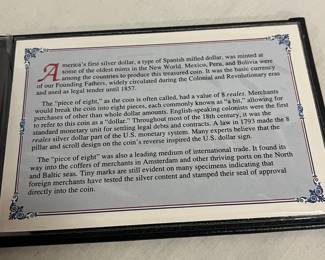 America's first silver dollar, a type of Spanish milled dollar, was minted at
some of the oldest mints in the New World. Mexico, Peru, and Bolivia were
among the countries to produce this treasured coin. It was the basic currency
of our Founding Fathers, widely circulated during the Colonial and Revolutionary eras
and used as legal tender until 1857.
The "piece of eight," as the coin is often called, had a value of 8 reales. Merchants
would break the coin into eight pieces, each commonly known as "a bit," allowing for
purchases of other than whole dollar amounts. English-speaking colonists were the first
to refer to this coin as a "dollar." Throughout most of the 18th century, it was the
standard monetary unit for settling legal debts and contracts. A law in 1793 made the 8
reales silver dollar part of the U.S. monetary system. Many experts believe that the
pillar and scroll design on the coin's reverse inspired the U.S. dollar sign.
The "piece of eight" was also a leading medium of international trade. It found its
way into the coffers of merchants in Amsterdam and other thriving ports on the North
and Baltic seas. Tiny marks are still evident on many specimens indicating that
foreign merchants have tested the silver content and stamped their seal of approval
directly into the coin.